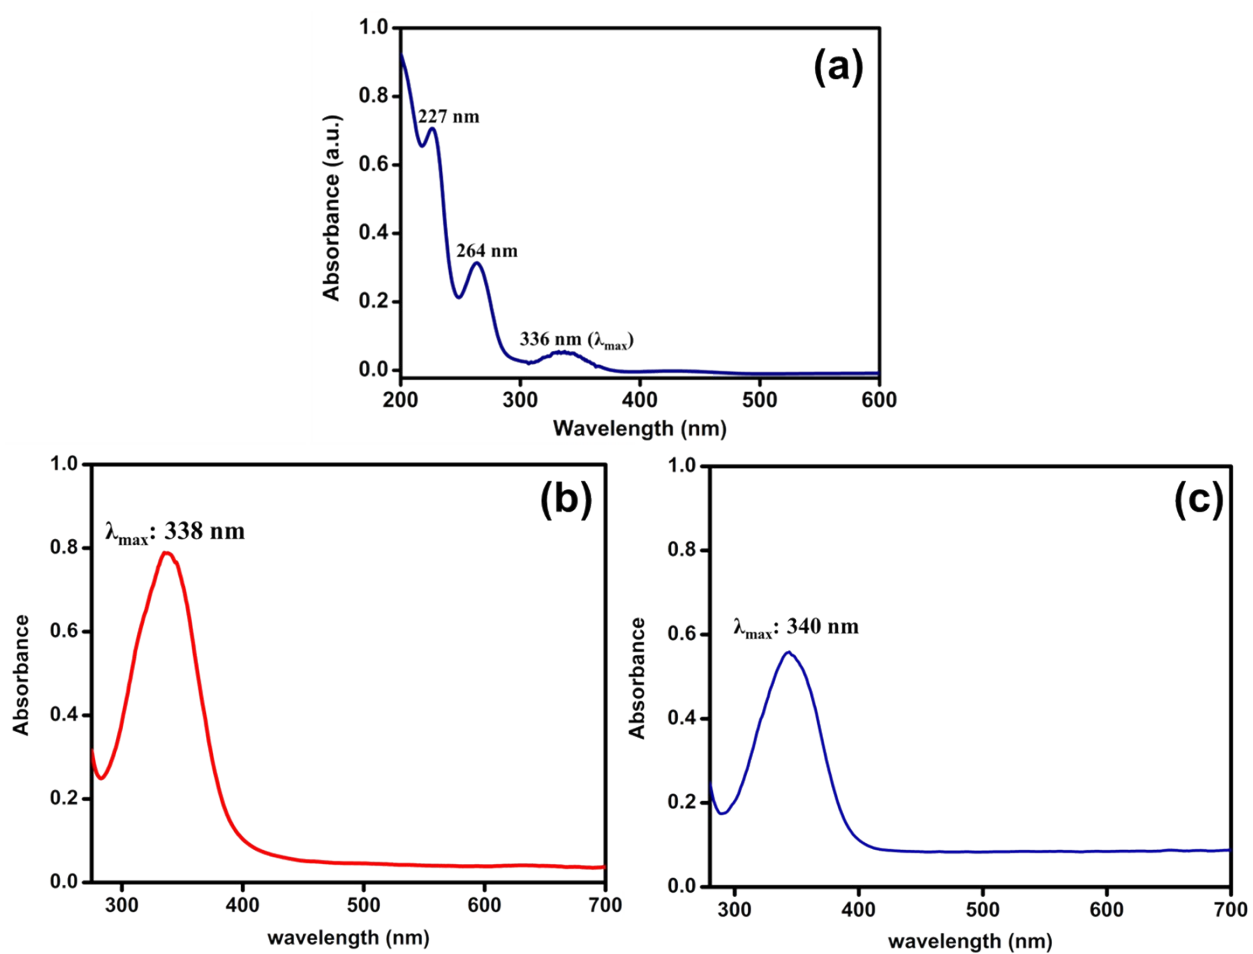 (a)
1.0
0.8
0.6
0.4
0.2
0.0
Absorbance (a.u.)
227 nm
264 nm
336 nm (λmax)
200 300 400 500 600
Wavelength (nm)
(b)
1.0
0.8
0.6
0.4
0.2
0.0
Absorbance
λmax: 338 nm
300 400 500 600 700
wavelength (nm)
(c)
1.0
0.8
0.6
0.4
0.2
0.0
Absorbance
λmax: 340 nm
300 400 500 600 700
wavelength (nm)